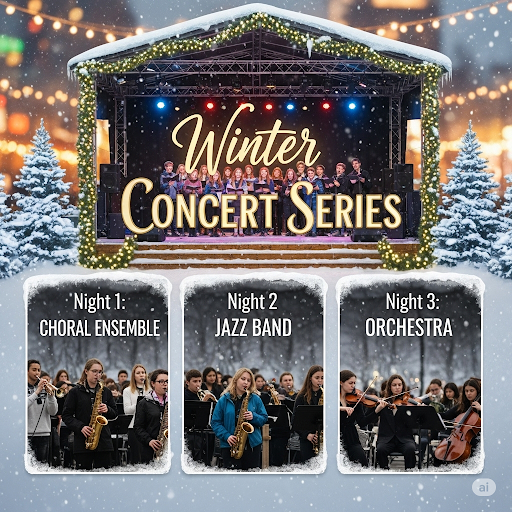 Winter
CONCERT SERIES
Night 1:
CHORAL ENSEMBLE
Night 2
JAZZ BAND
Night 3:
ORCHESTRA
ai